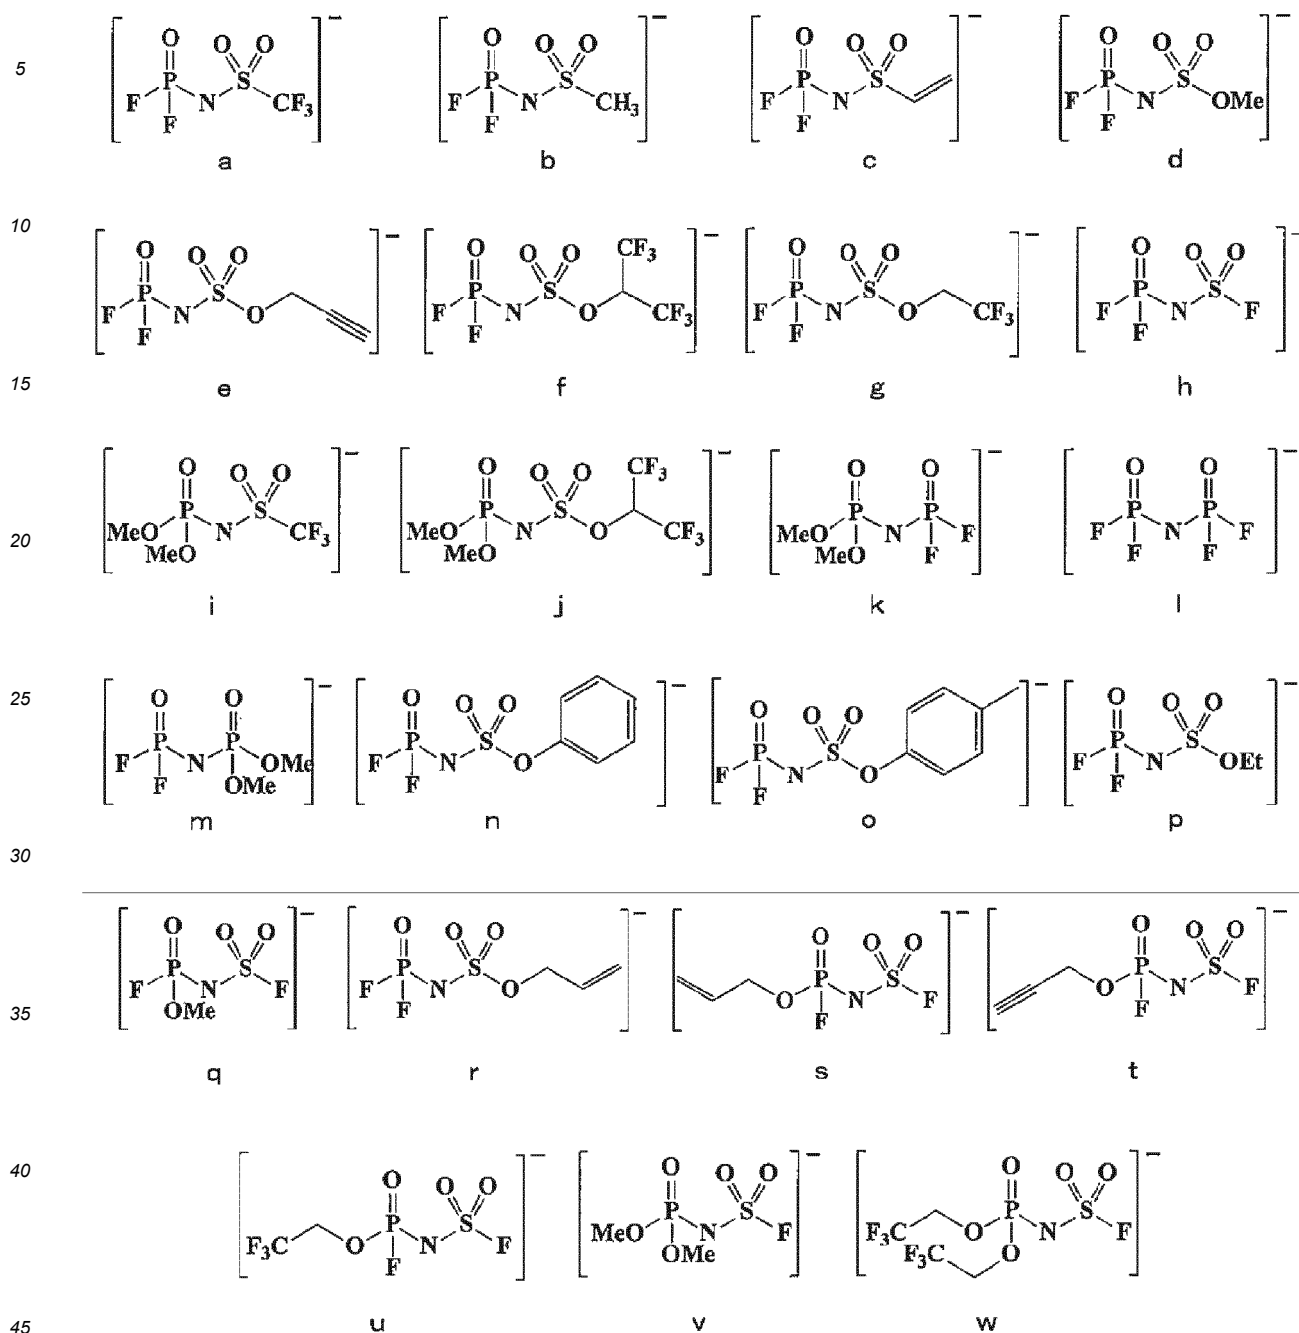 O O O − O O O − O O O − O O O −
5 P S P S P S P S
F N CF₃ F N CH₃ F N F N OMe
F F F F
a b c d
10
O O O CF₃ − O O O − O O O − O O O −
P S P S P S P S
F N O F N O CF₃ F N O CF₃ F N F
F F F F
15 e f g h
O O O − O O O CF₃ − O O − O O −
P S P S P P P P
20 MeO N CF₃ MeO N O CF₃ MeO N F F N F
MeO MeO MeO F F F
i j k l
25
O O − O O O − O O O − O O O −
P P P S P S P S
F N OMe F N O F N O F N OEt
F OMe F F F
m n o p
30
O O O − O O O − O O O − O O O −
P S P S P S P S
F N F F N O O N F O N F
35 OMe F F F
q r s t
40
O O O − O O O − O O O −
P S P S P S
F₃C O N F MeO N F F₃C O N F
F OMe F₃C O
45 u v w